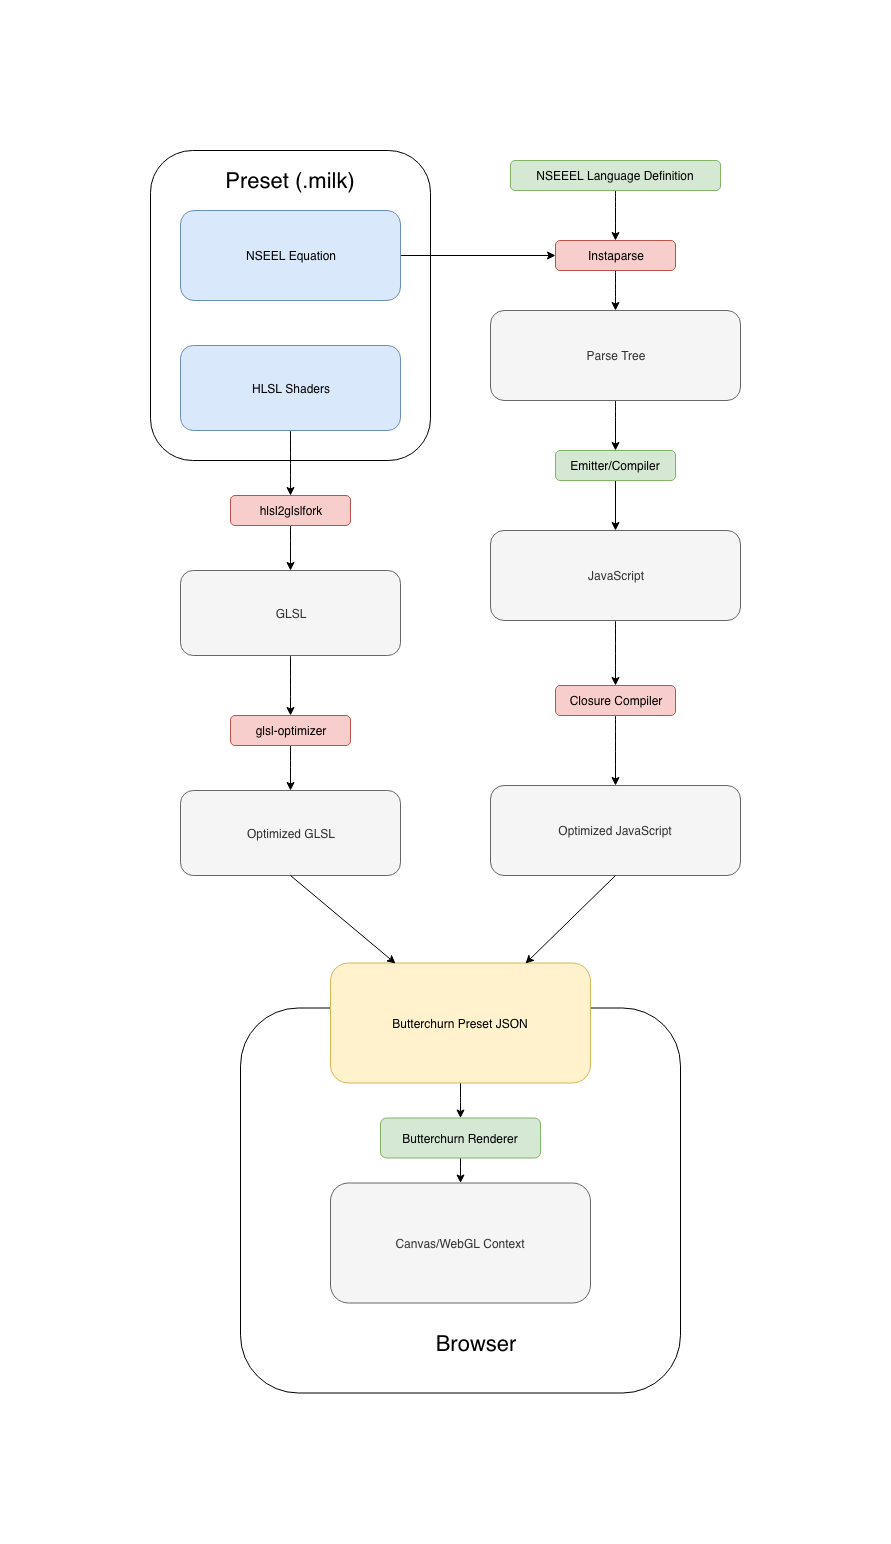 Preset (.milk)
NSEEL Equation
HLSL Shaders
hlsl2glslfork
GLSL
glsl-optimizer
Optimized GLSL
NSEEEL Language Definition
Instaparse
Parse Tree
Emitter/Compiler
JavaScript
Closure Compiler
Optimized JavaScript
Butterchurn Preset JSON
Butterchurn Renderer
Canvas/WebGL Context
Browser